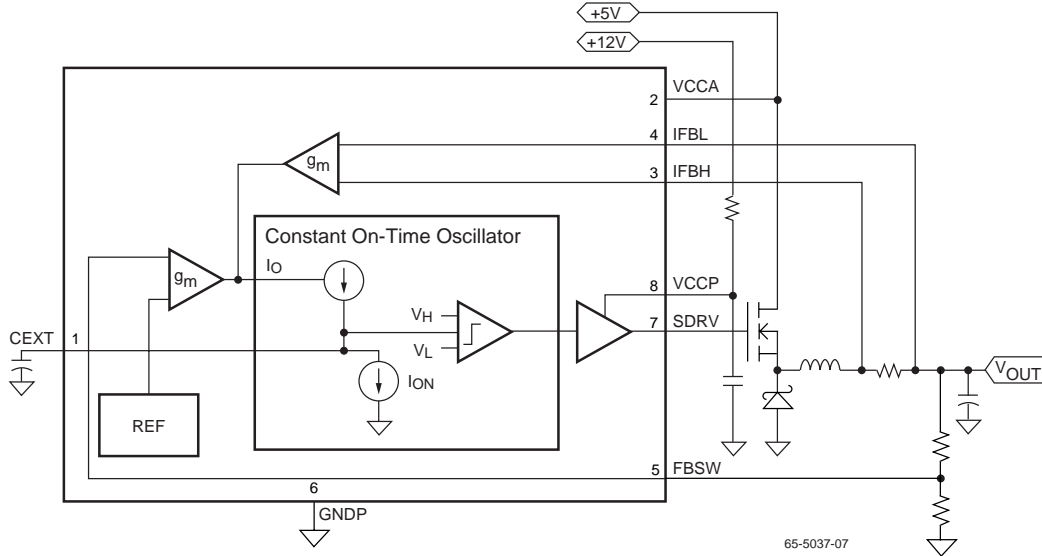 +5V
+12V
2 VCCA
4 IFBL
3 IFBH
gm
Constant On-Time Oscillator
gm
IO
8 VCCP
VH
7 SDRV
CEXT 1
VL
ION
VOUT
REF
5 FBSW
6
GNDP
65-5037-07